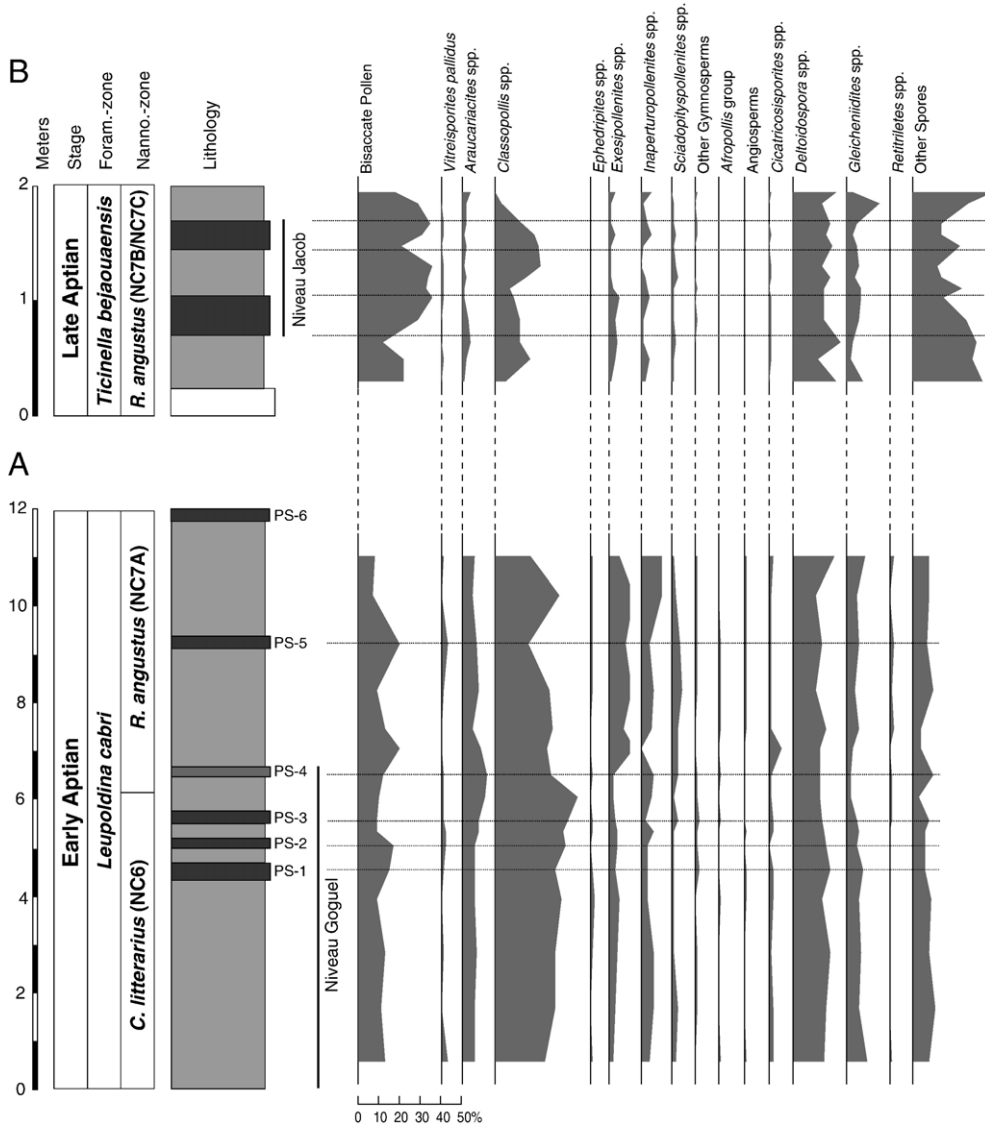 B
Meters
Stage
Foram.-zone
Nanno.-zone
Lithology
Bisaccate Pollen
Vitreisporites pallidus
Araucariacites spp.
Classopollis spp.
Ephedripites spp.
Exesipollenites spp.
Inaperturopollenites spp.
Sciadopityspollenites spp.
Other Gymnosperms
Afropollis group
Angiosperms
Cicatricosisporites spp.
Deltoidospora spp.
Gleicheniidites spp.
Retitriletes spp.
Other Spores
2
1
0
Late Aptian
Ticinella bejaouaensis
R. angustus (NC7B/NC7C)
Niveau Jacob
A
12
10
8
6
4
2
0
Early Aptian
Leupoldina cabri
R. angustus (NC7A)
C. litterarius (NC6)
PS-6
PS-5
PS-4
PS-3
PS-2
PS-1
Niveau Goguel
0 10 20 30 40 50%